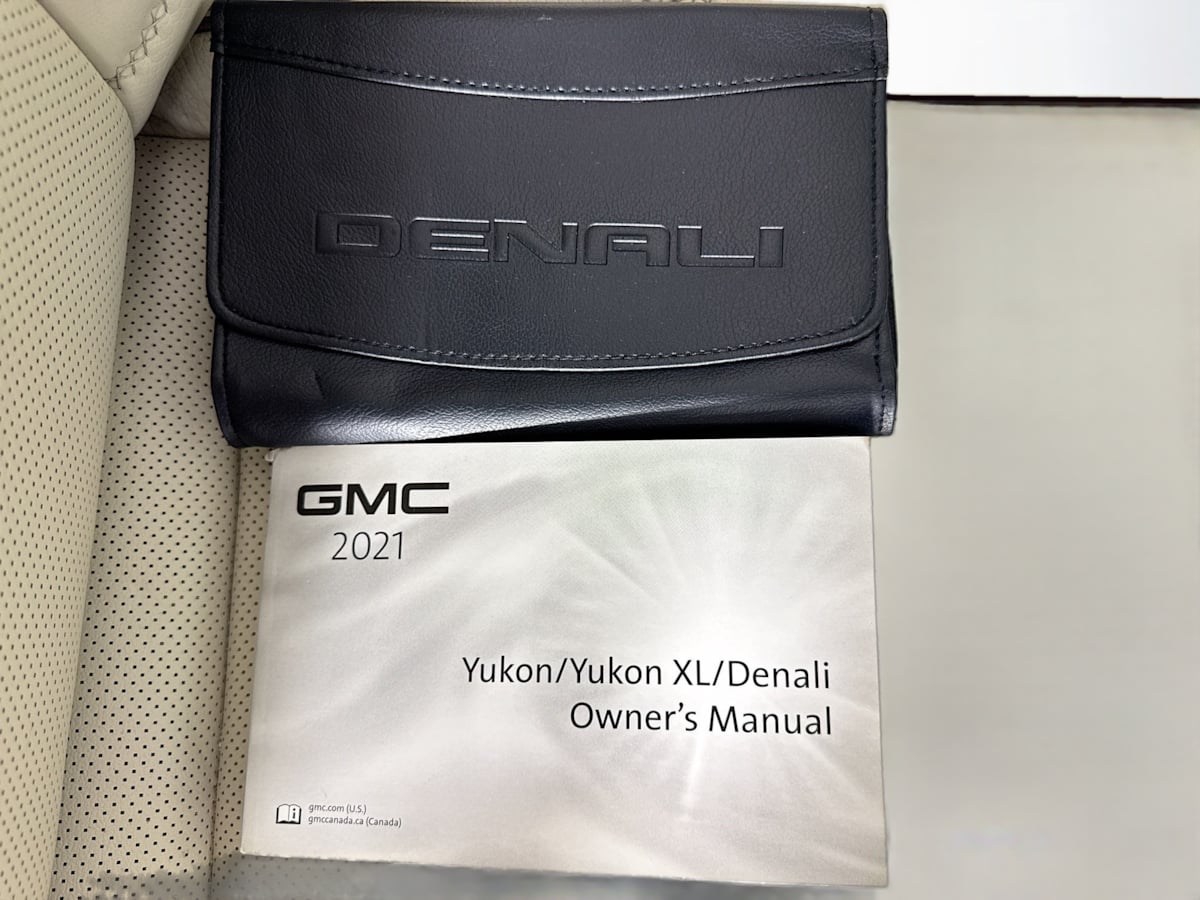 DENALI
GMC
2021
Yukon/Yukon XL/Denali
Owner's Manual
gmc.com (U.S.)
gmccanada.ca (Canada)